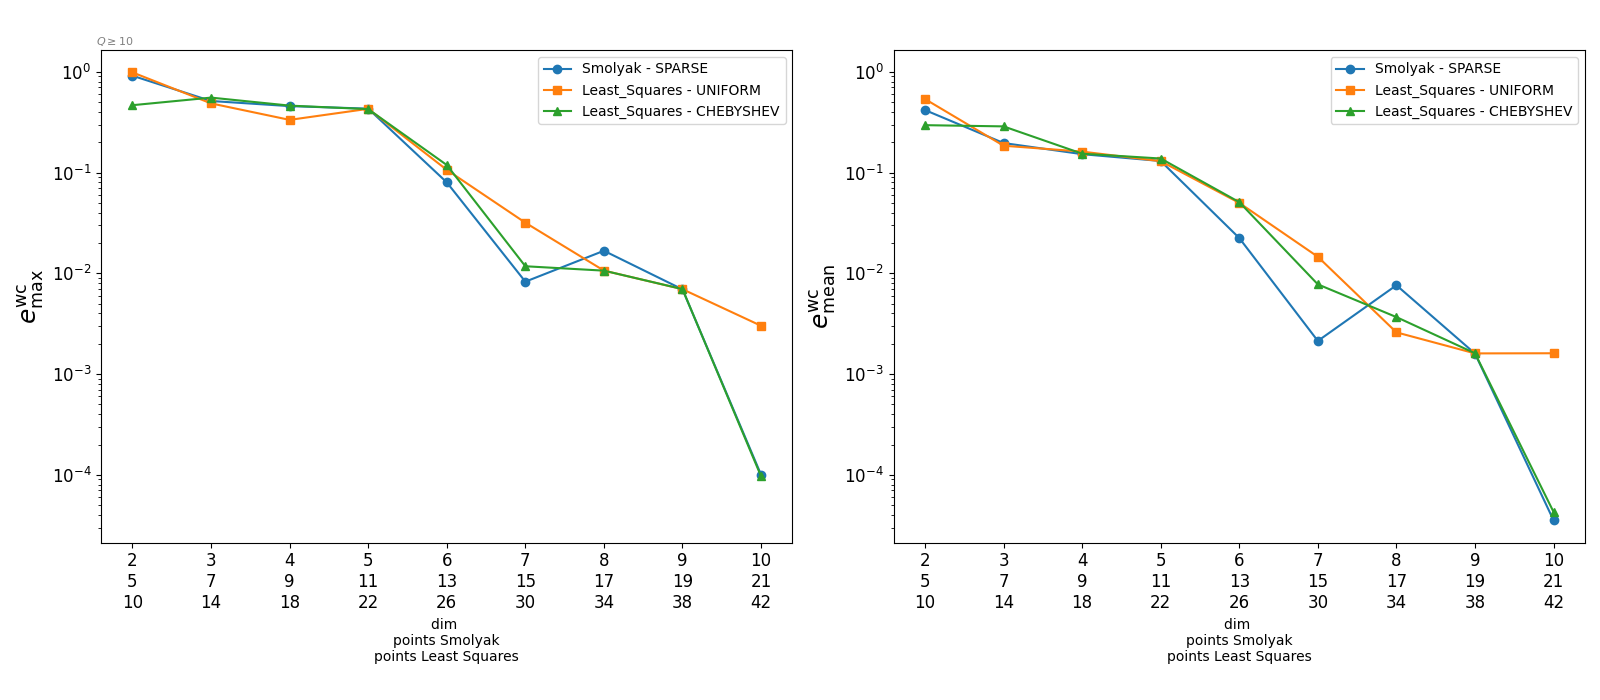 Q ≥ 10
10⁰
10⁻¹
10⁻²
10⁻³
10⁻⁴
e^wc_max
Smolyak - SPARSE
Least_Squares - UNIFORM
Least_Squares - CHEBYSHEV
2 3 4 5 6 7 8 9 10
5 7 9 11 13 15 17 19 21
10 14 18 22 26 30 34 38 42
dim
points Smolyak
points Least Squares
10⁰
10⁻¹
10⁻²
10⁻³
10⁻⁴
e^wc_mean
Smolyak - SPARSE
Least_Squares - UNIFORM
Least_Squares - CHEBYSHEV
2 3 4 5 6 7 8 9 10
5 7 9 11 13 15 17 19 21
10 14 18 22 26 30 34 38 42
dim
points Smolyak
points Least Squares